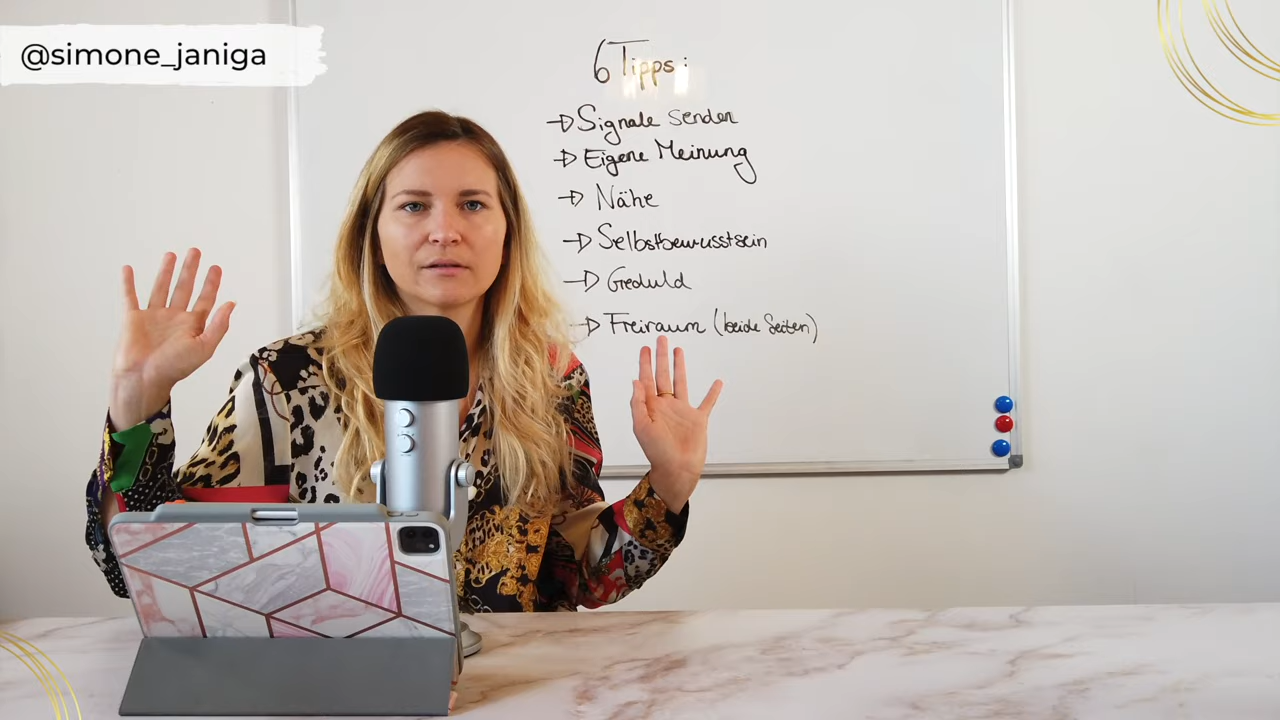 @simone_janiga
6 Tipps:
→ Signale senden
→ Eigene Meinung
→ Nähe
→ Selbstbewusstsein
→ Geduld
→ Freiraum (beide Seiten)